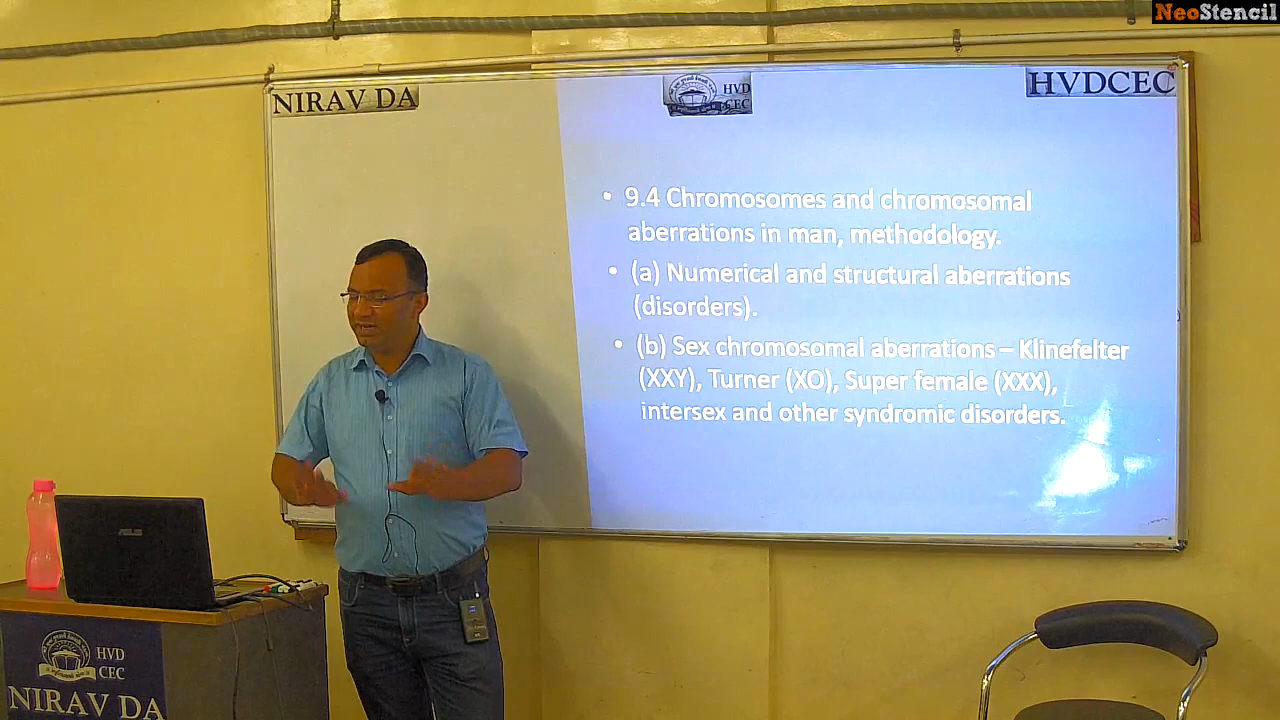 NeoStencil
NIRAV DA
HVD
CEC
HVDCEC
• 9.4 Chromosomes and chromosomal
aberrations in man, methodology.
• (a) Numerical and structural aberrations
(disorders).
• (b) Sex chromosomal aberrations – Klinefelter
(XXY), Turner (XO), Super female (XXX),
intersex and other syndromic disorders.
HVD
CEC
NIRAV DA